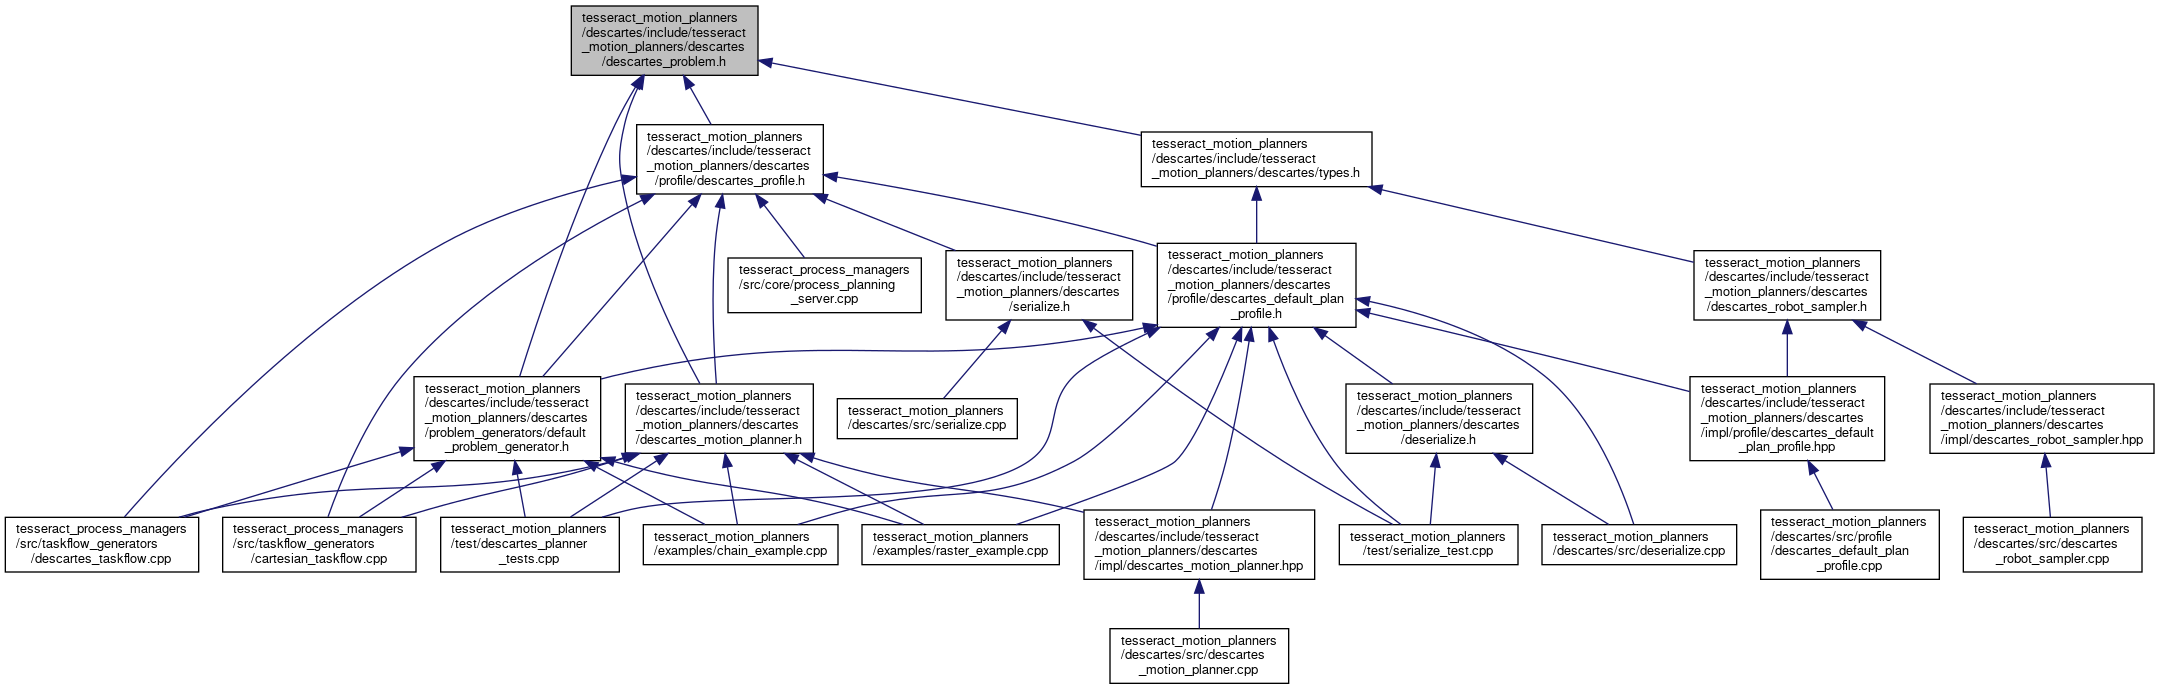 tesseract_motion_planners
/descartes/include/tesseract
_motion_planners/descartes
/descartes_problem.h
tesseract_motion_planners
/descartes/include/tesseract
_motion_planners/descartes
/profile/descartes_profile.h
tesseract_motion_planners
/descartes/include/tesseract
_motion_planners/descartes/types.h
tesseract_process_managers
/src/core/process_planning
_server.cpp
tesseract_motion_planners
/descartes/include/tesseract
_motion_planners/descartes
/serialize.h
tesseract_motion_planners
/descartes/include/tesseract
_motion_planners/descartes
/profile/descartes_default_plan
_profile.h
tesseract_motion_planners
/descartes/include/tesseract
_motion_planners/descartes
/descartes_robot_sampler.h
tesseract_motion_planners
/descartes/include/tesseract
_motion_planners/descartes
/problem_generators/default
_problem_generator.h
tesseract_motion_planners
/descartes/include/tesseract
_motion_planners/descartes
/descartes_motion_planner.h
tesseract_motion_planners
/descartes/src/serialize.cpp
tesseract_motion_planners
/descartes/include/tesseract
_motion_planners/descartes
/deserialize.h
tesseract_motion_planners
/descartes/include/tesseract
_motion_planners/descartes
/impl/profile/descartes_default
_plan_profile.hpp
tesseract_motion_planners
/descartes/include/tesseract
_motion_planners/descartes
/impl/descartes_robot_sampler.hpp
tesseract_process_managers
/src/taskflow_generators
/descartes_taskflow.cpp
tesseract_process_managers
/src/taskflow_generators
/cartesian_taskflow.cpp
tesseract_motion_planners
/test/descartes_planner
_tests.cpp
tesseract_motion_planners
/examples/chain_example.cpp
tesseract_motion_planners
/examples/raster_example.cpp
tesseract_motion_planners
/descartes/include/tesseract
_motion_planners/descartes
/impl/descartes_motion_planner.hpp
tesseract_motion_planners
/test/serialize_test.cpp
tesseract_motion_planners
/descartes/src/deserialize.cpp
tesseract_motion_planners
/descartes/src/profile
/descartes_default_plan
_profile.cpp
tesseract_motion_planners
/descartes/src/descartes
_robot_sampler.cpp
tesseract_motion_planners
/descartes/src/descartes
_motion_planner.cpp